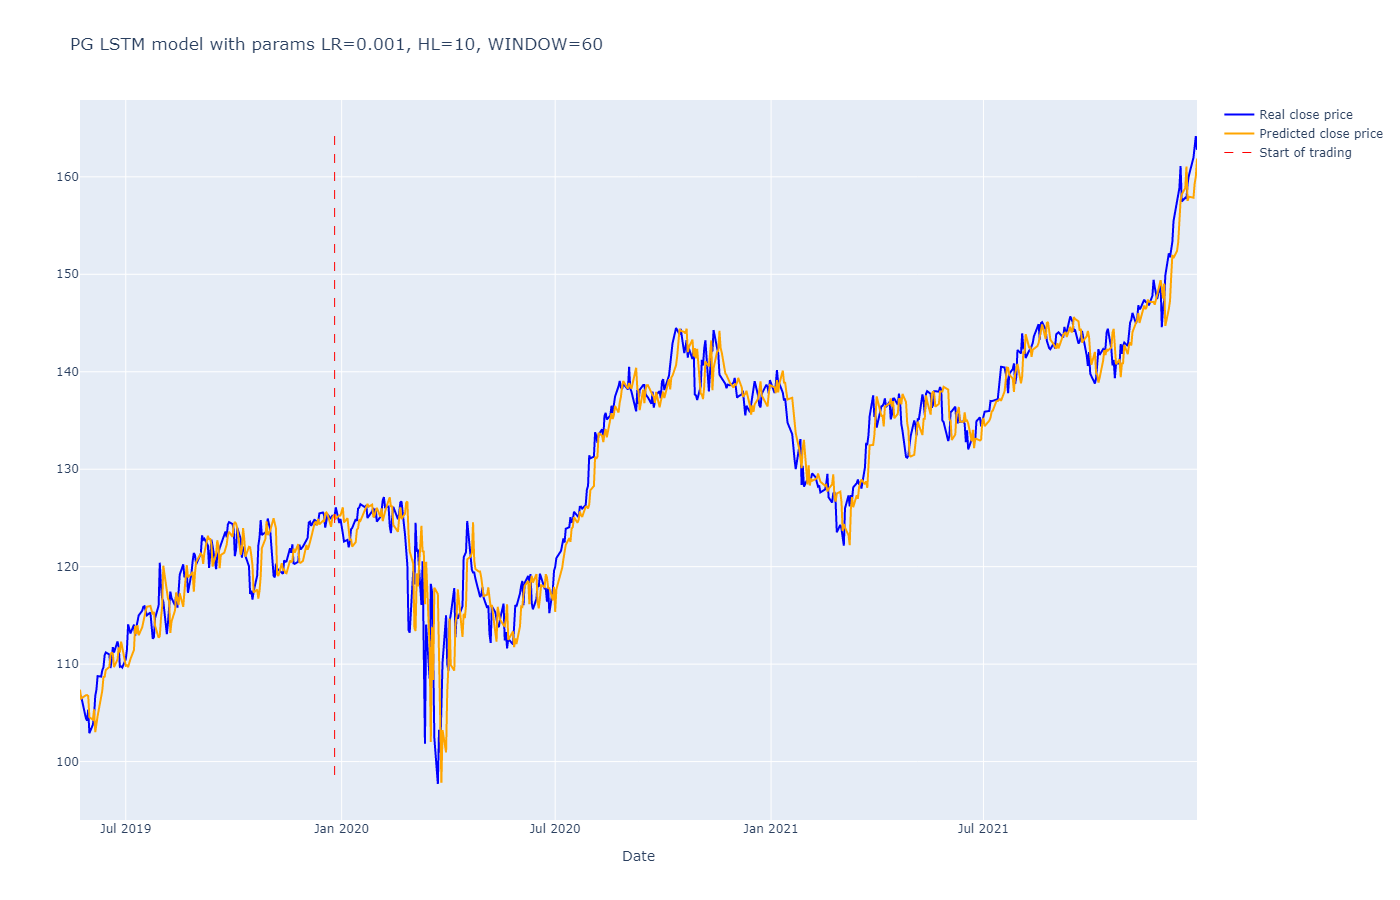 PG LSTM model with params LR=0.001, HL=10, WINDOW=60
Real close price
Predicted close price
Start of trading
160
150
140
130
120
110
100
Jul 2019
Jan 2020
Jul 2020
Jan 2021
Jul 2021
Date